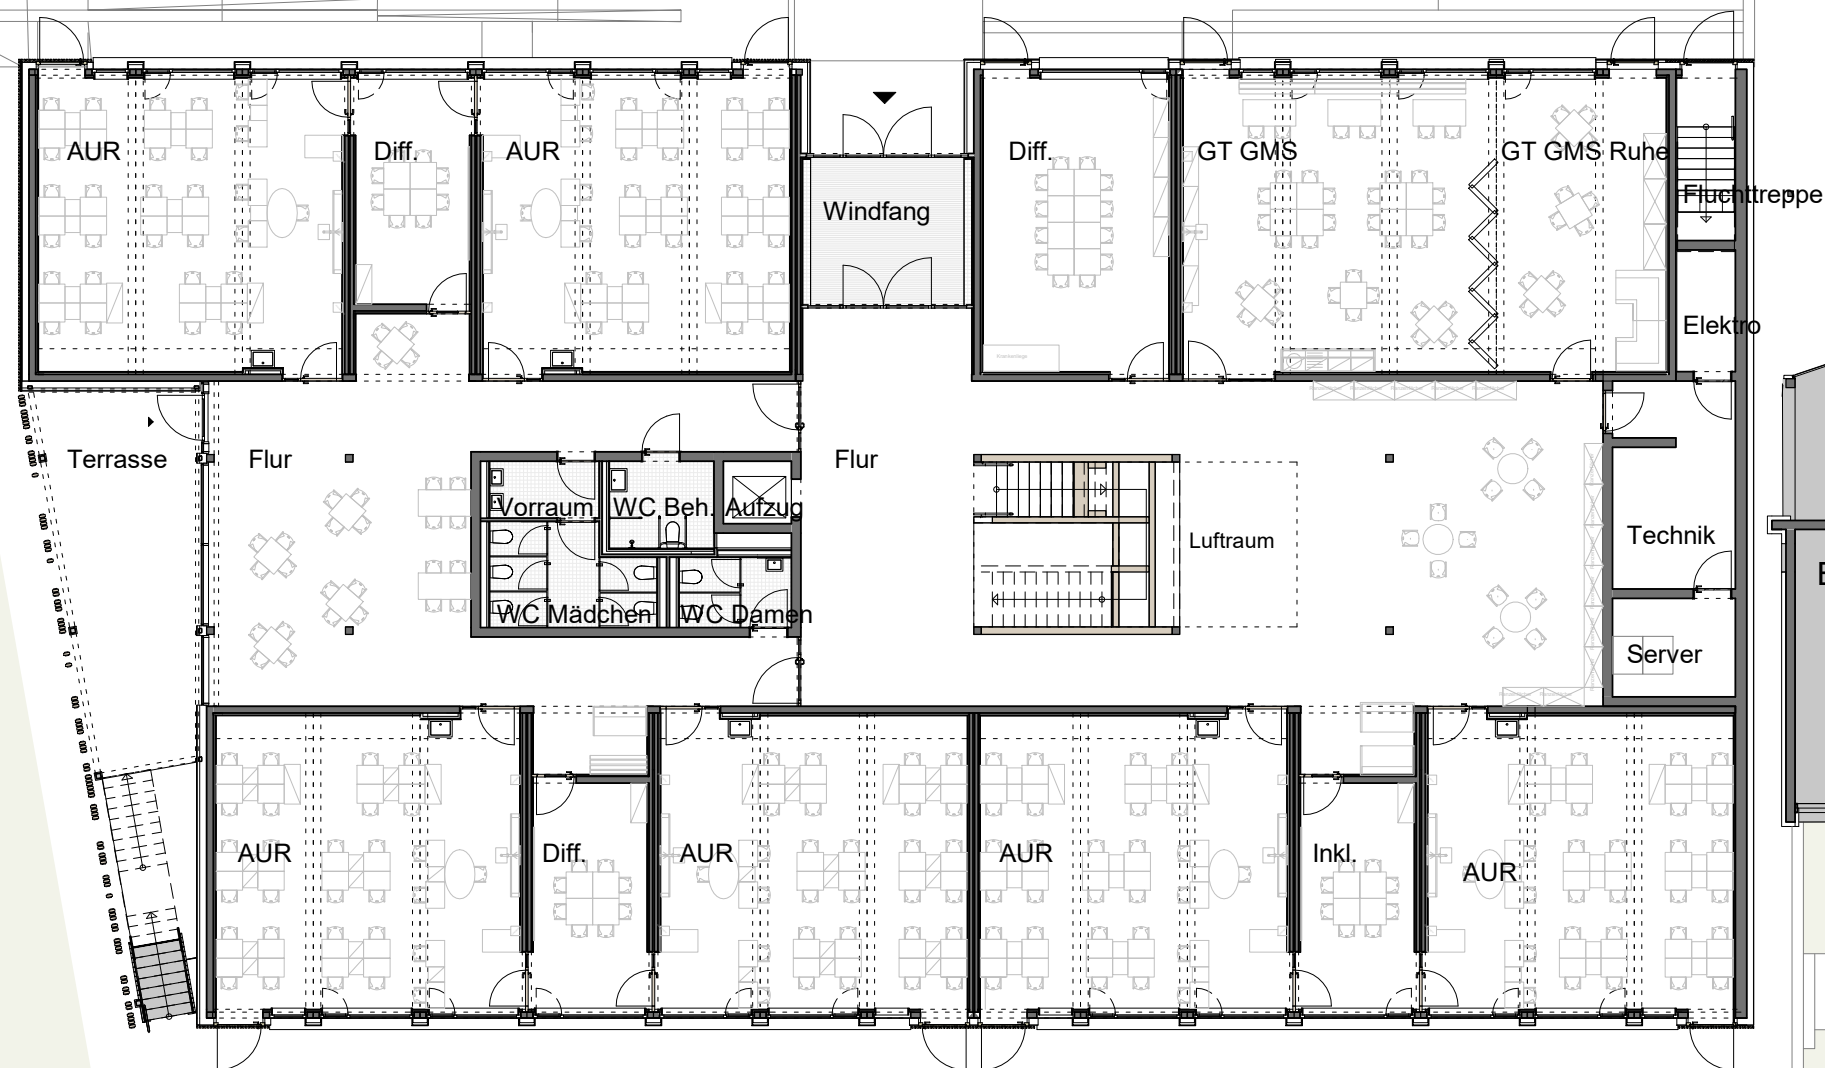 AUR
Diff.
AUR
Diff.
GT GMS
GT GMS Ruhe
Fluchttreppe
Windfang
Elektro
Terrasse
Flur
Flur
Vorraum
WC Beh.
Aufzug
Luftraum
Technik
WC Mädchen
WC Damen
Server
AUR
Diff.
AUR
AUR
Inkl.
AUR